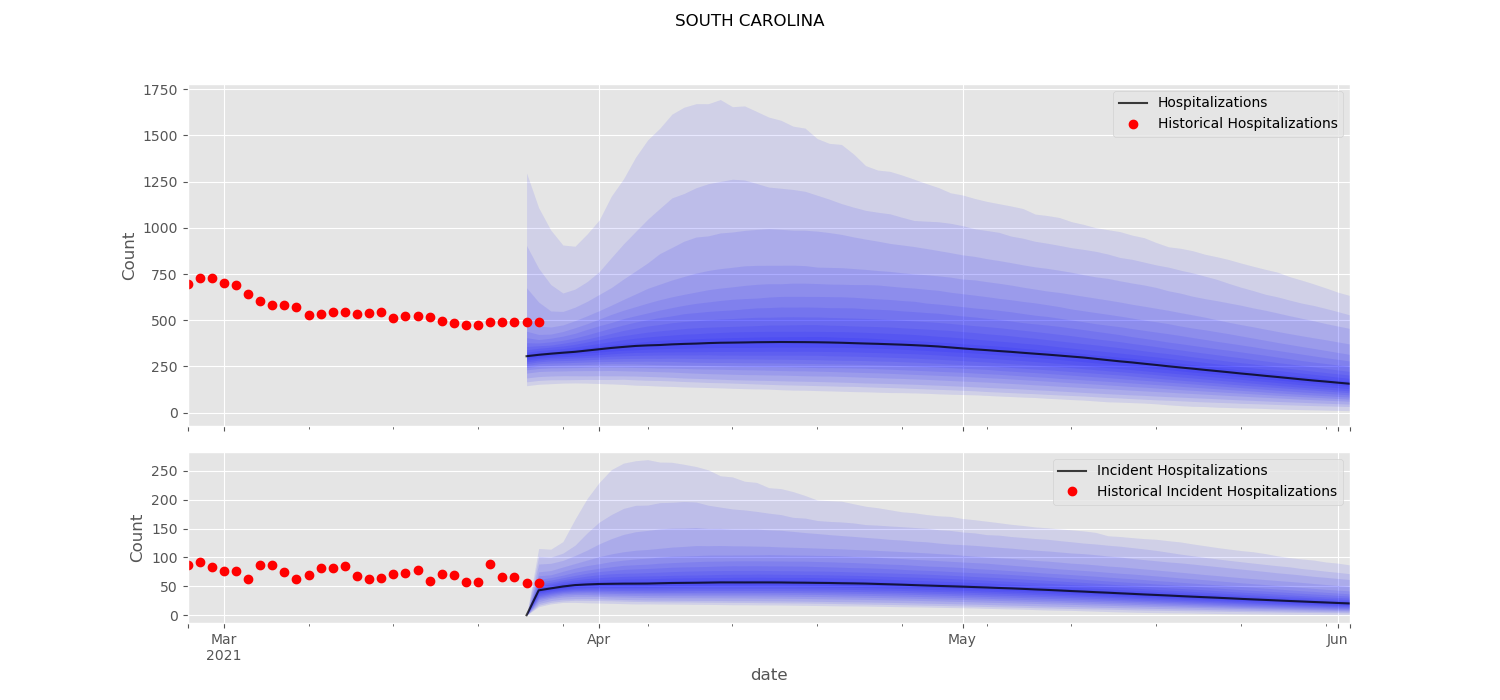 SOUTH CAROLINA
1750
1500
1250
1000
750
500
250
0
Count
Hospitalizations
Historical Hospitalizations
250
200
150
100
50
0
Count
Incident Hospitalizations
Historical Incident Hospitalizations
Mar
2021
Apr
May
Jun
date